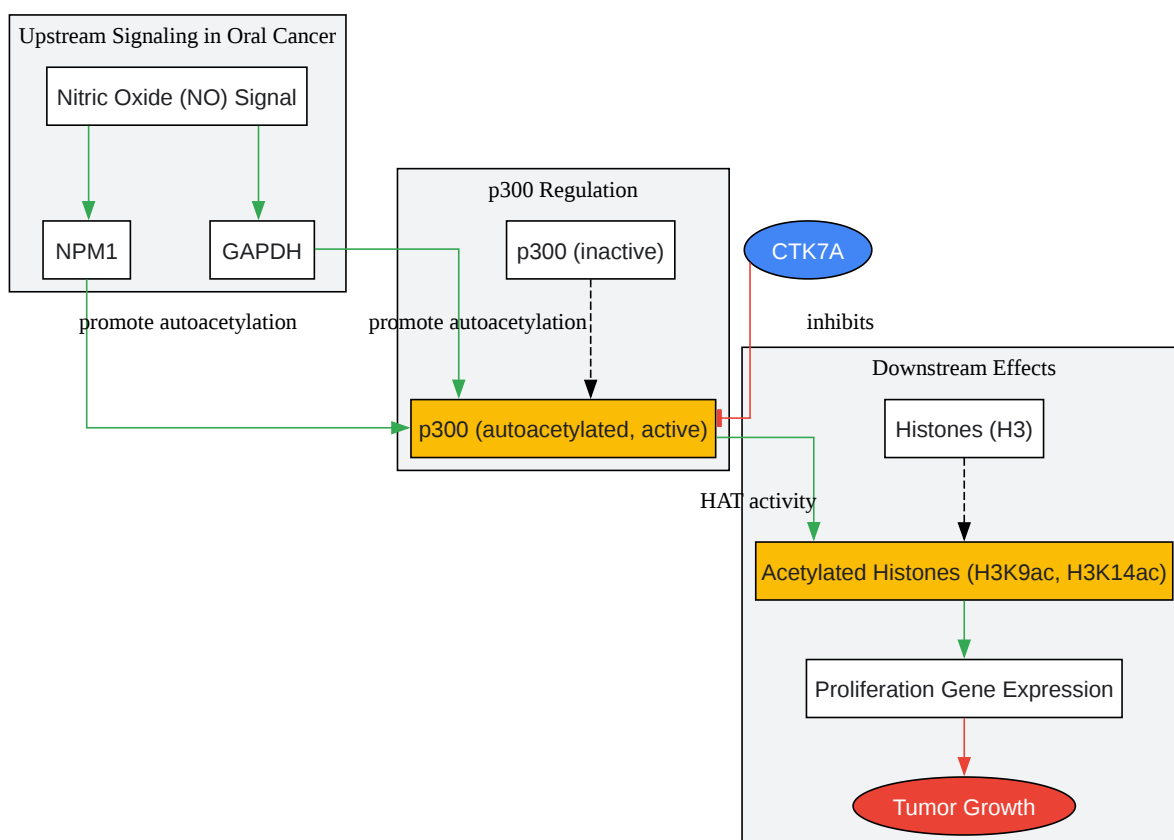 Upstream Signaling in Oral Cancer
Nitric Oxide (NO) Signal
NPM1
GAPDH
promote autoacetylation
p300 Regulation
p300 (inactive)
promote autoacetylation
p300 (autoacetylated, active)
CTK7A
inhibits
HAT activity
Downstream Effects
Histones (H3)
Acetylated Histones (H3K9ac, H3K14ac)
Proliferation Gene Expression
Tumor Growth